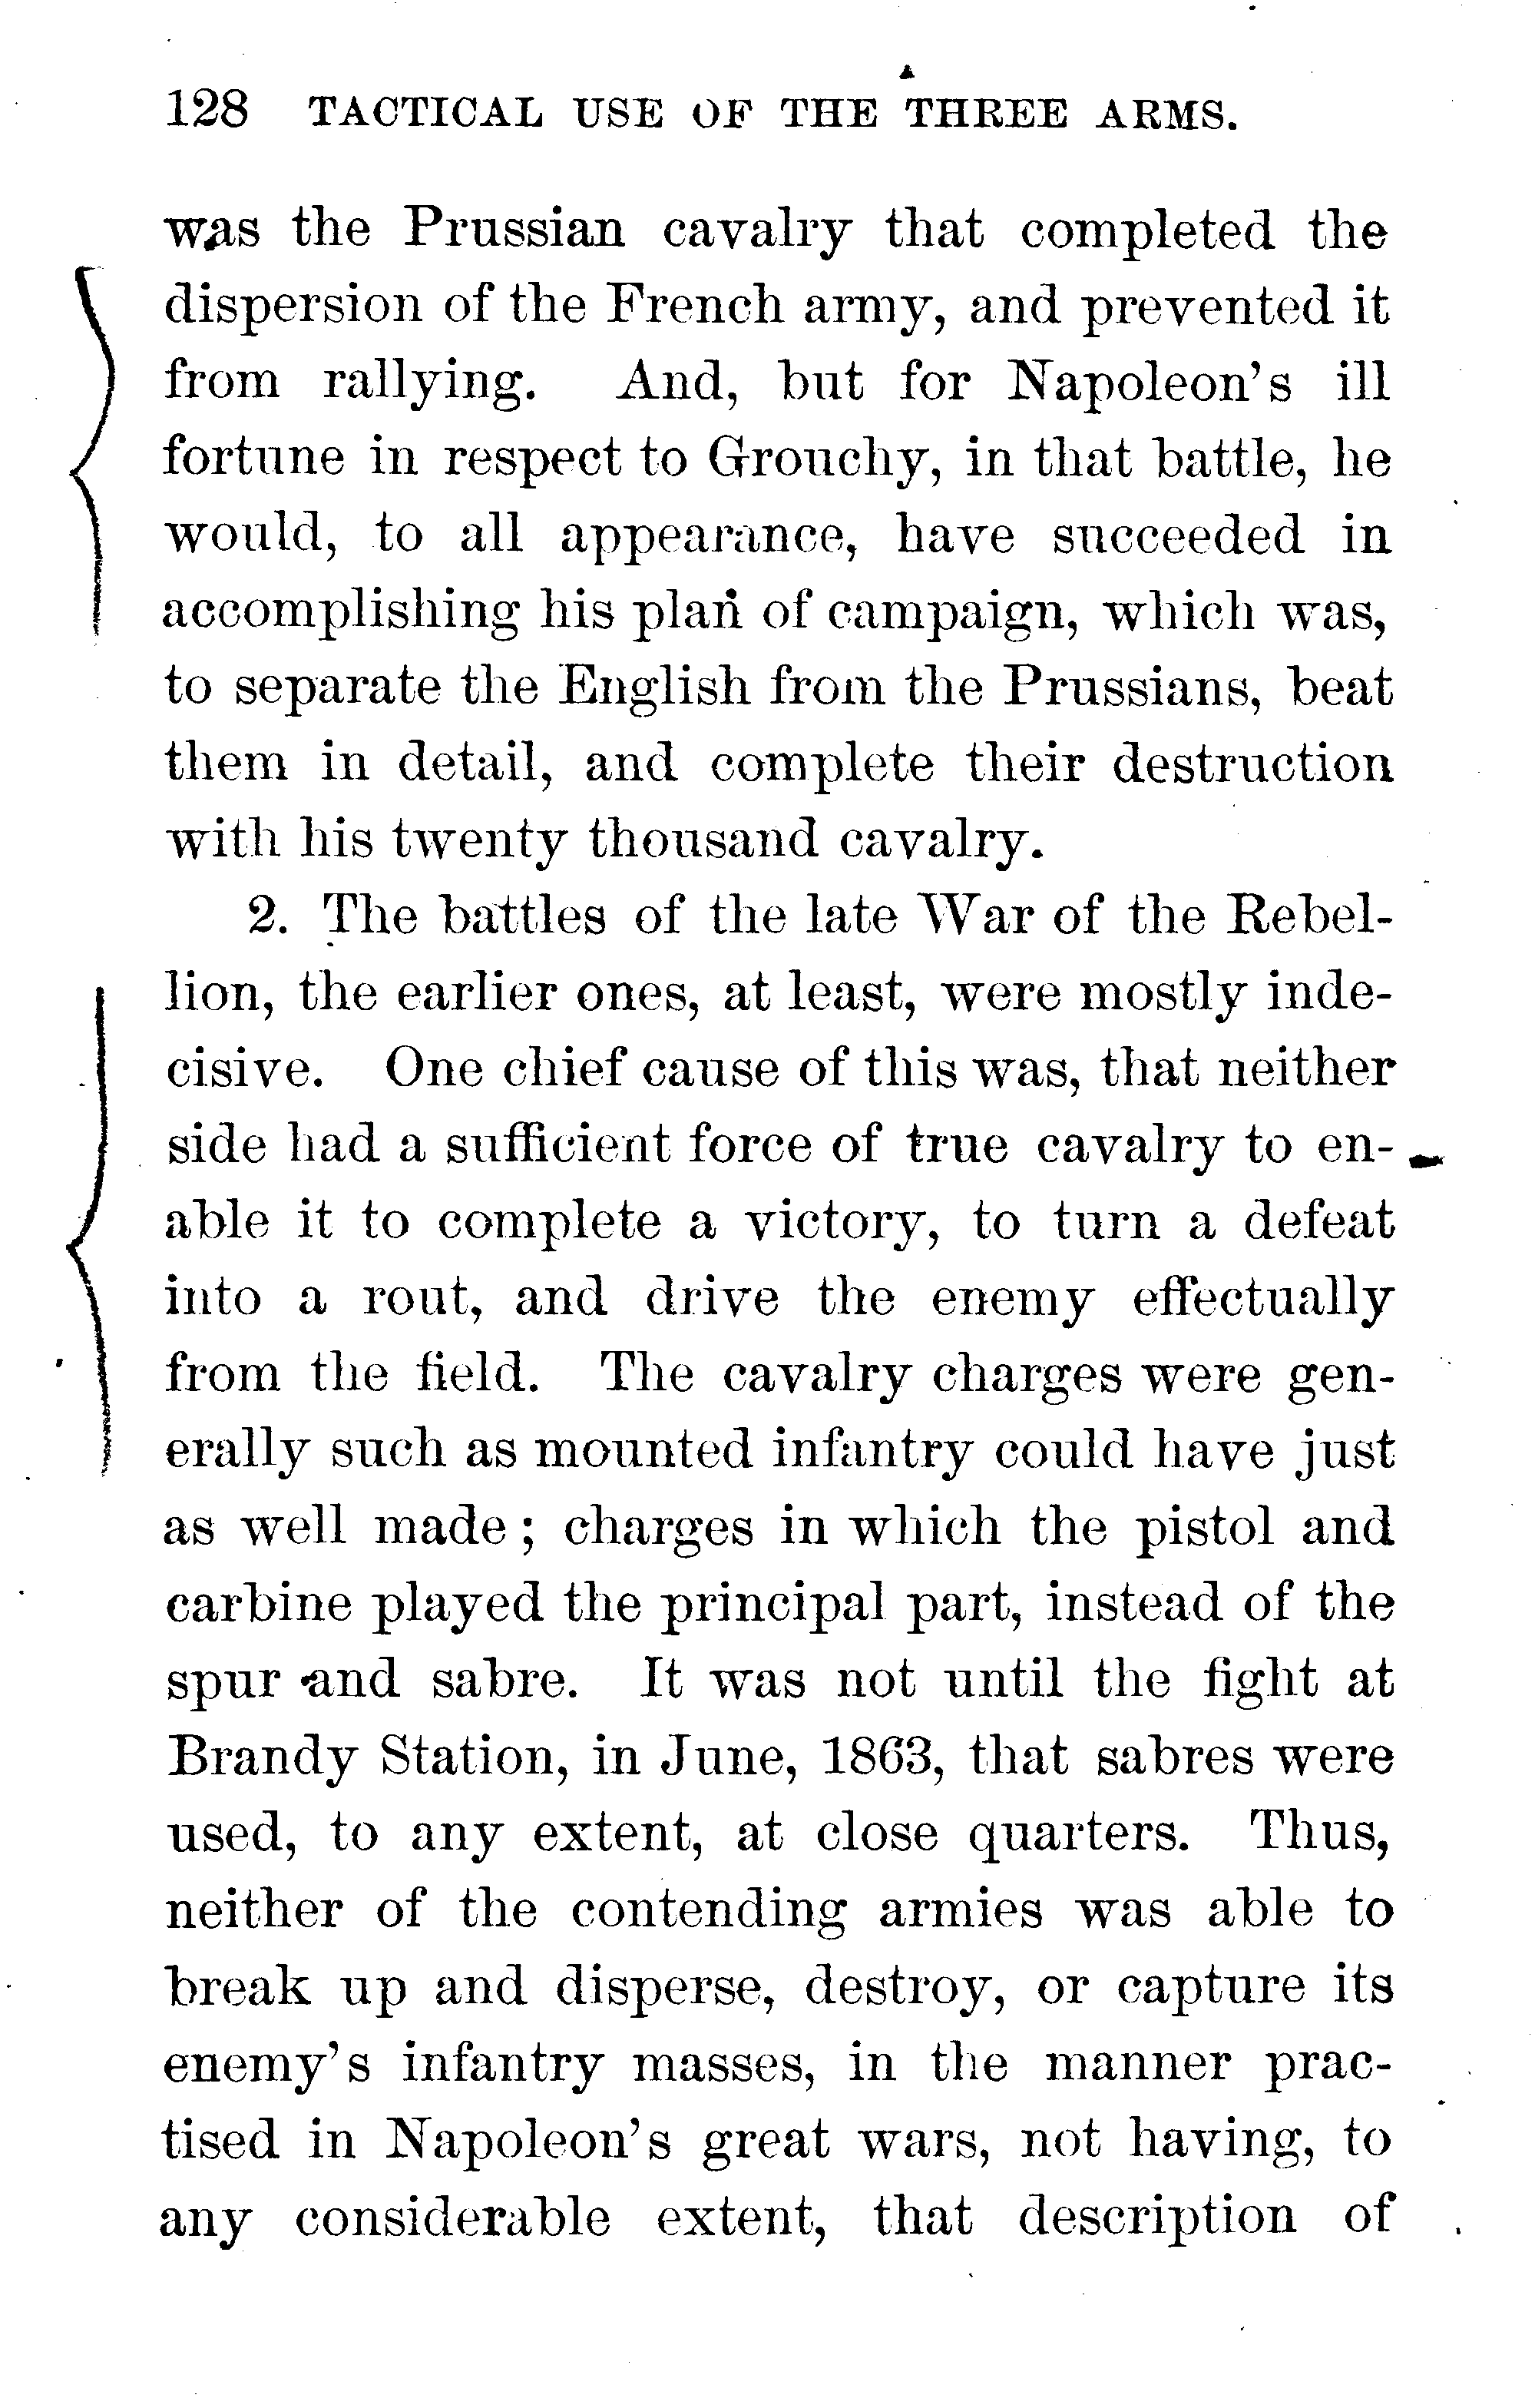 128 TACTICAL USE OF THE THREE ARMS.
was the Prussian cavalry that completed the
dispersion of the French army, and prevented it
from rallying. And, but for Napoleon's ill
fortune in respect to Grouchy, in that battle, he
would, to all appearance, have succeeded in
accomplishing his plan of campaign, which was,
to separate the English from the Prussians, beat
them in detail, and complete their destruction
with his twenty thousand cavalry.
2. The battles of the late War of the Rebel-
lion, the earlier ones, at least, were mostly inde-
cisive. One chief cause of this was, that neither
side had a sufficient force of true cavalry to en-
able it to complete a victory, to turn a defeat
into a rout, and drive the enemy effectually
from the field. The cavalry charges were gen-
erally such as mounted infantry could have just
as well made; charges in which the pistol and
carbine played the principal part, instead of the
spur and sabre. It was not until the fight at
Brandy Station, in June, 1863, that sabres were
used, to any extent, at close quarters. Thus,
neither of the contending armies was able to
break up and disperse, destroy, or capture its
enemy's infantry masses, in the manner prac-
tised in Napoleon's great wars, not having, to
any considerable extent, that description of